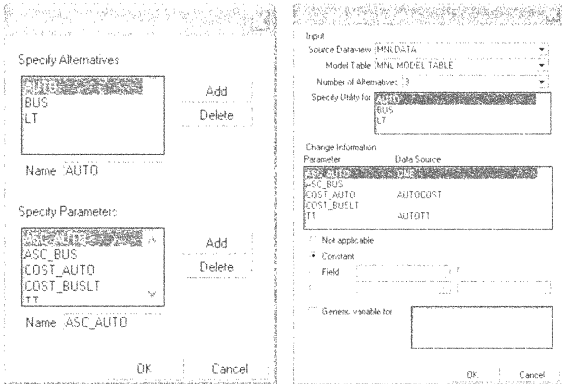 Specify Alternatives
AUTO
BUS
LT
Add
Delete
Name AUTO
Specify Parameters
ASC_BUS
COST_AUTO
COST_BUSLT
TT
Add
Delete
Name ASC_AUTO
OK Cancel
Input
Source Dataview MNLDATA
Model Table MNL MODEL TABLE
Number of Alternatives 3
Specify Utility for AUTO
BUS
LT
Change Information
Parameter Data Source
ASC_AUTO ONE
ASC_BUS
COST_AUTO AUTOCOST
COST_BUSLT
TT AUTOTT
Not applicable
Constant
Field
Generic variable for
OK Cancel